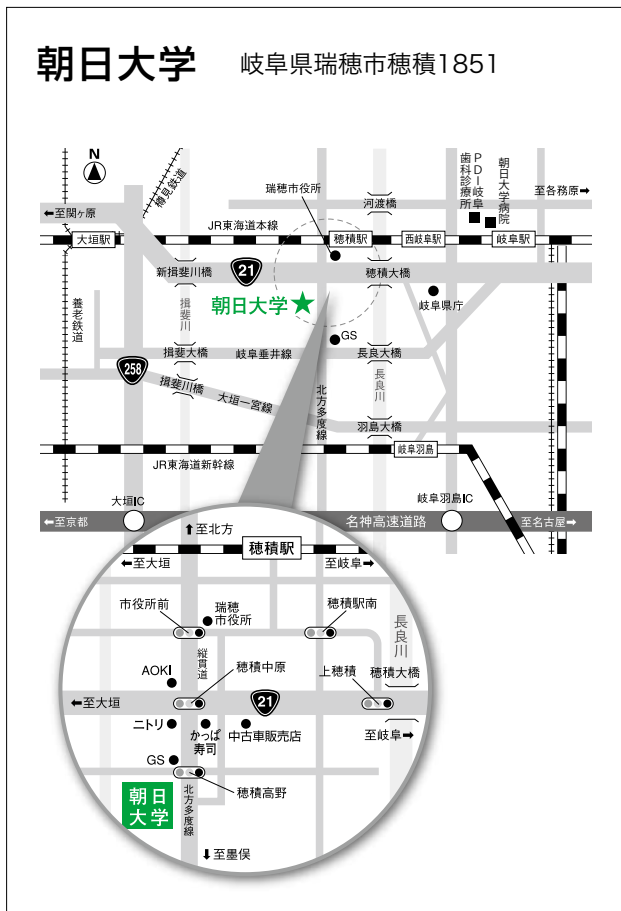 朝日大学 岐阜県瑞穂市穂積1851
N
樽見鉄道
瑞穂市役所
河渡橋
PDI岐阜
歯科診療所
朝日大学病院
←至関ヶ原
至各務原→
JR東海道本線
大垣駅
穂積駅
西岐阜駅
岐阜駅
新揖斐川橋
21
穂積大橋
朝日大学★
岐阜県庁
養老鉄道
揖斐川
GS
揖斐大橋
岐阜垂井線
長良大橋
258
揖斐川橋
大垣一宮線
北方多度線
長良川
羽島大橋
JR東海道新幹線
岐阜羽島
大垣IC
岐阜羽島IC
←至京都
名神高速道路
至名古屋→
↑至北方
穂積駅
←至大垣
至岐阜→
市役所前
瑞穂
市役所
穂積駅南
長良川
縦貫道
AOKI
穂積中原
上穂積
穂積大橋
←至大垣
21
ニトリ
かっぱ
寿司
中古車販売店
至岐阜→
GS
朝日
大学
北方多度線
穂積高野
↓至墨俣